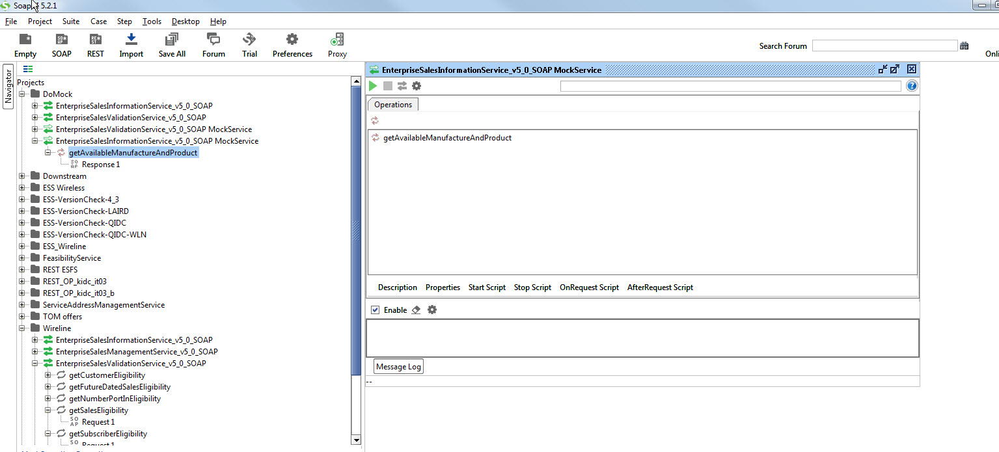 Soap 5.2.1
File Project Suite Case Step Tools Desktop Help
Empty SOAP REST Import Save All Forum Trial Preferences Proxy
Search Forum
Onli
Navigator
Projects
DoMock
EnterpriseSalesInformationService_v5_0_SOAP
EnterpriseSalesValidationService_v5_0_SOAP
EnterpriseSalesValidationService_v5_0_SOAP MockService
EnterpriseSalesInformationService_v5_0_SOAP MockService
getAvailableManufactureAndProduct
Response 1
Downstream
ESS Wireless
ESS-VersionCheck-4_3
ESS-VersionCheck-LAIRD
ESS-VersionCheck-QIDC
ESS-VersionCheck-QIDC-WLN
ESS_Wireline
FeasibilityService
REST ESFS
REST_OP_kidc_it03
REST_OP_kidc_it03_b
ServiceAddressManagementService
TOM offers
Wireline
EnterpriseSalesInformationService_v5_0_SOAP
EnterpriseSalesManagementService_v5_0_SOAP
EnterpriseSalesValidationService_v5_0_SOAP
getCustomerEligibility
getFutureDatedSalesEligibility
getNumberPortInEligibility
getSalesEligibility
Request 1
getSubscriberEligibility
Request 1
EnterpriseSalesInformationService_v5_0_SOAP MockService
Operations
getAvailableManufactureAndProduct
Description Properties Start Script Stop Script OnRequest Script AfterRequest Script
Enable
Message Log
--